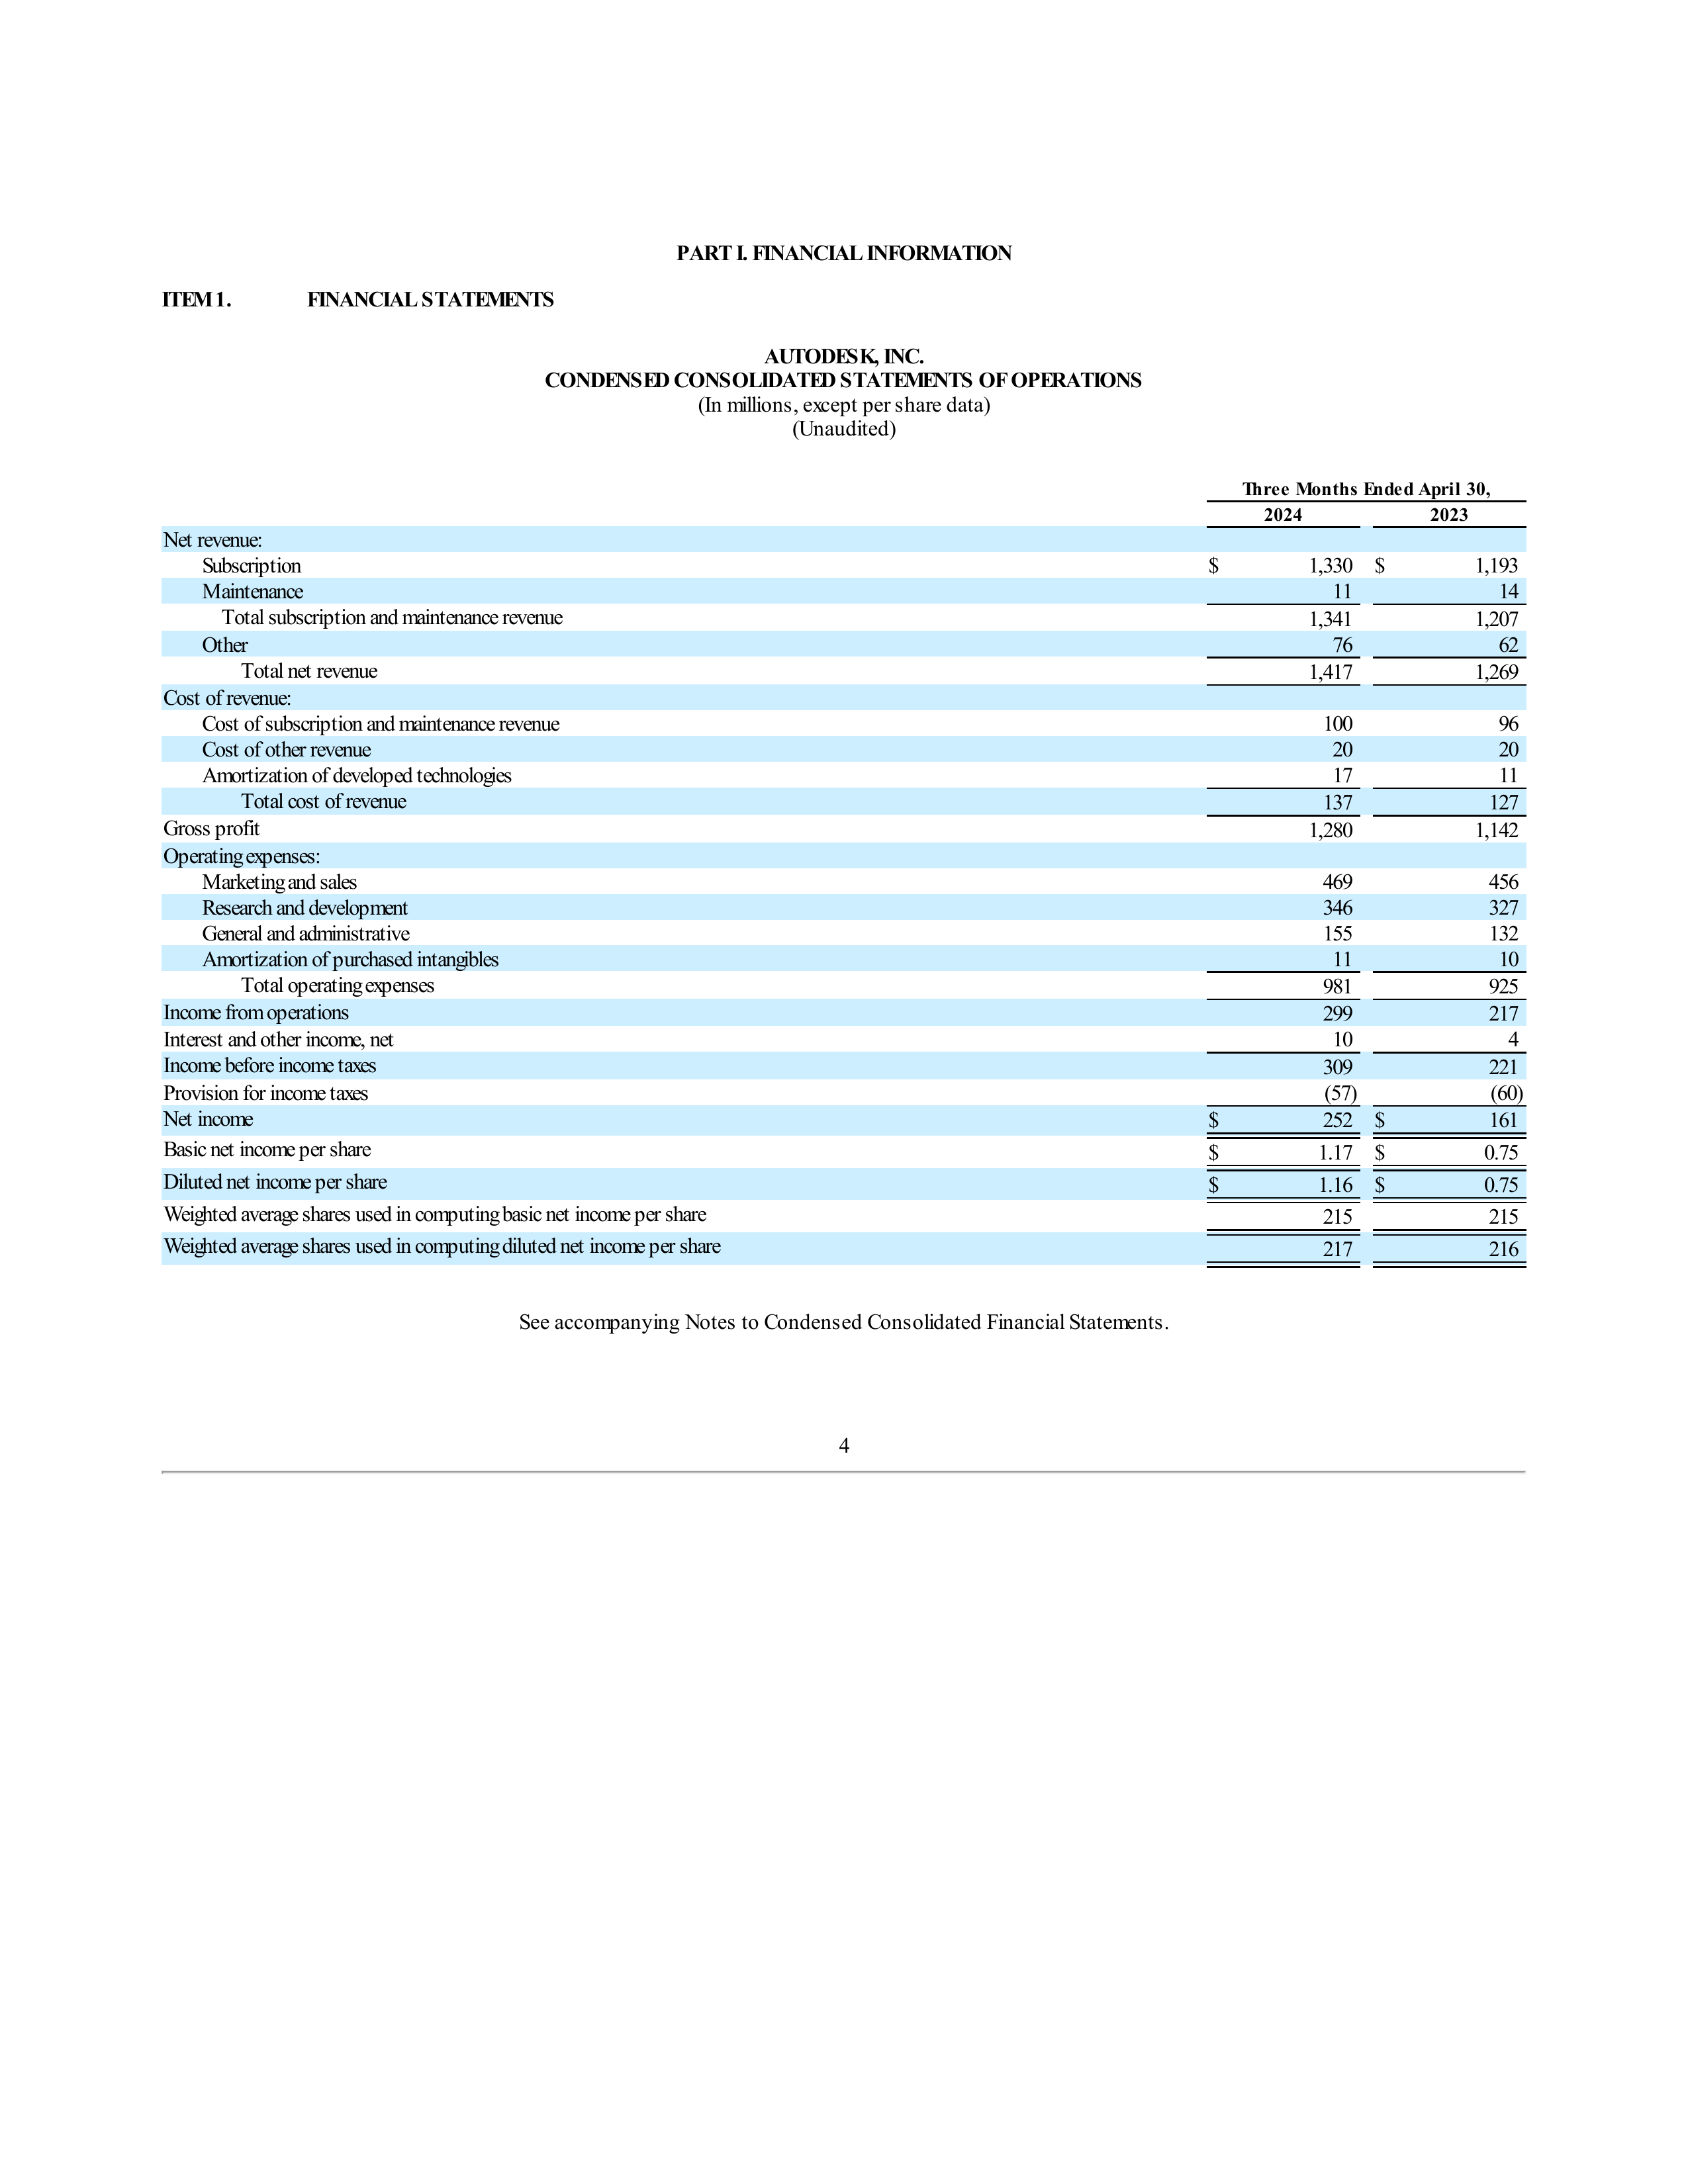 PART I. FINANCIAL INFORMATION
ITEM 1. FINANCIAL STATEMENTS
AUTODESK, INC.
CONDENSED CONSOLIDATED STATEMENTS OF OPERATIONS
(In millions, except per share data)
(Unaudited)
Three Months Ended April 30,
2024 2023
Net revenue:
Subscription $ 1,330 $ 1,193
Maintenance 11 14
Total subscription and maintenance revenue 1,341 1,207
Other 76 62
Total net revenue 1,417 1,269
Cost of revenue:
Cost of subscription and maintenance revenue 100 96
Cost of other revenue 20 20
Amortization of developed technologies 17 11
Total cost of revenue 137 127
Gross profit 1,280 1,142
Operating expenses:
Marketing and sales 469 456
Research and development 346 327
General and administrative 155 132
Amortization of purchased intangibles 11 10
Total operating expenses 981 925
Income from operations 299 217
Interest and other income, net 10 4
Income before income taxes 309 221
Provision for income taxes (57) (60)
Net income $ 252 $ 161
Basic net income per share $ 1.17 $ 0.75
Diluted net income per share $ 1.16 $ 0.75
Weighted average shares used in computing basic net income per share 215 215
Weighted average shares used in computing diluted net income per share 217 216
See accompanying Notes to Condensed Consolidated Financial Statements.
4